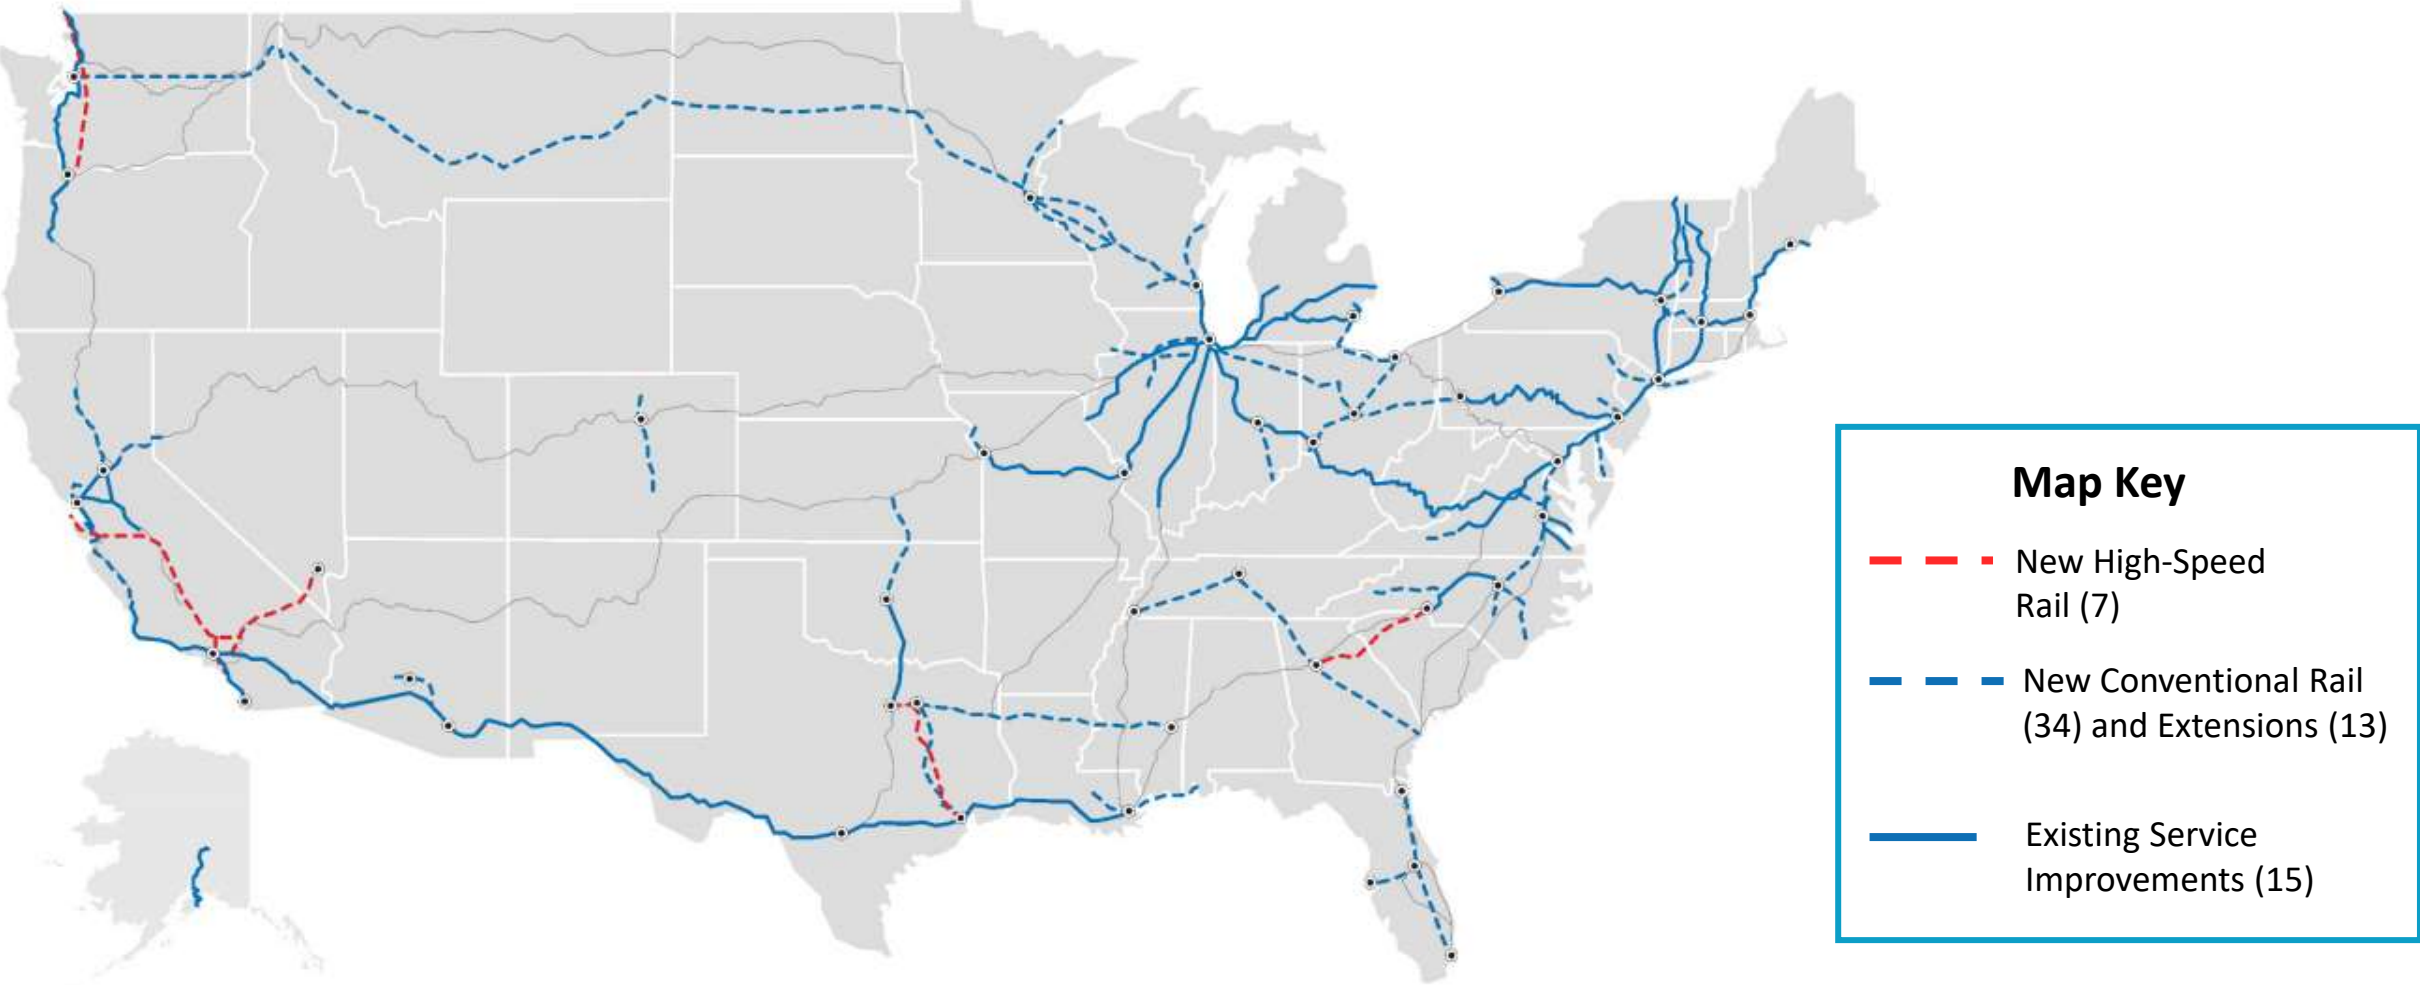 Map Key
New High-Speed
Rail (7)
New Conventional Rail
(34) and Extensions (13)
Existing Service
Improvements (15)